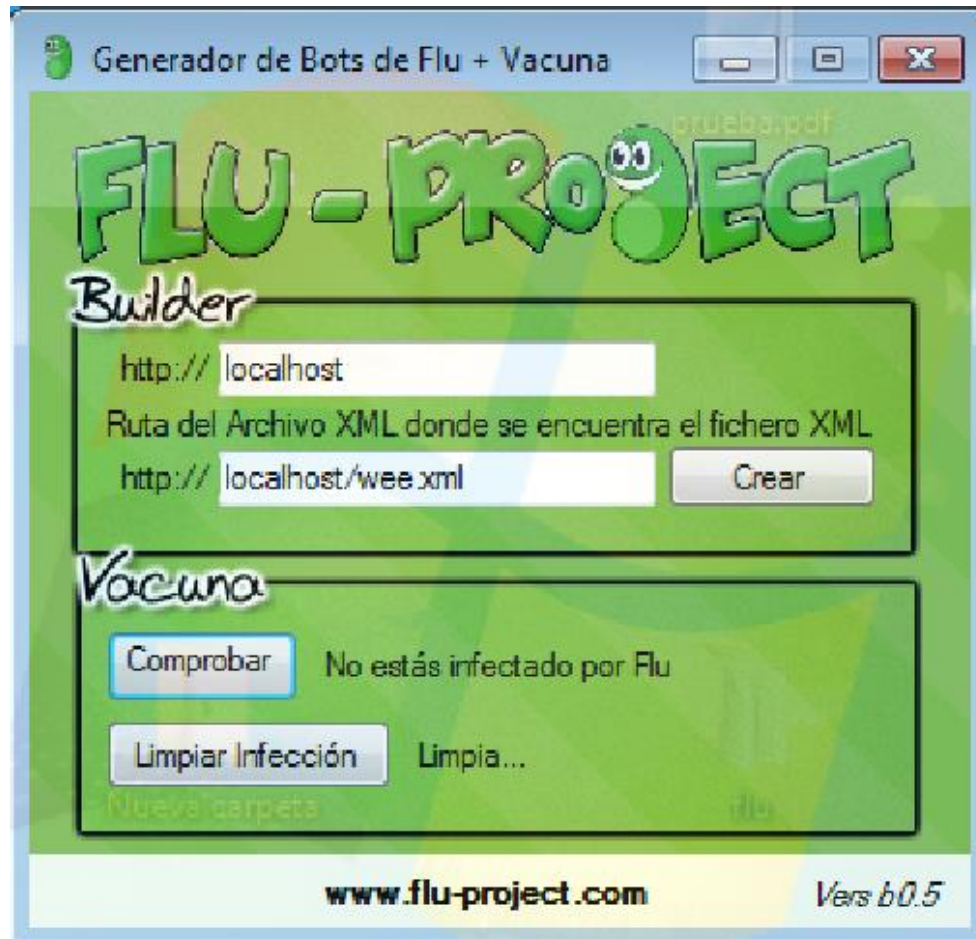 Generador de Bots de Flu + Vacuna
prueba.pdf
FLU - PROJECT
Builder
http:// localhost
Ruta del Archivo XML donde se encuentra el fichero XML
http:// localhost/wee.xml Crear
Vacuna
Comprobar No estás infectado por Flu
Limpiar Infección Limpia...
Nueva carpeta flu
www.flu-project.com Vers b0.5